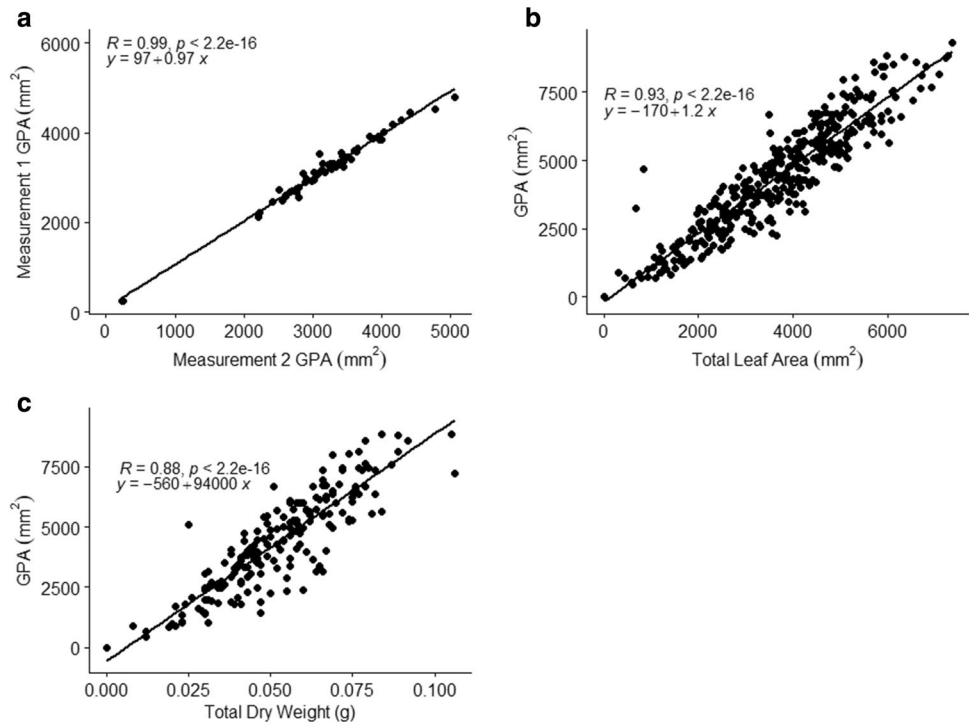 a
R = 0.99, p < 2.2e-16
y = 97+0.97 x
Measurement 1 GPA (mm²)
6000
4000
2000
0
0 1000 2000 3000 4000 5000
Measurement 2 GPA (mm²)
b
R = 0.93, p < 2.2e-16
y = −170+1.2 x
GPA (mm²)
7500
5000
2500
0
0 2000 4000 6000
Total Leaf Area (mm²)
c
R = 0.88, p < 2.2e-16
y = −560+94000 x
GPA (mm²)
7500
5000
2500
0
0.000 0.025 0.050 0.075 0.100
Total Dry Weight (g)